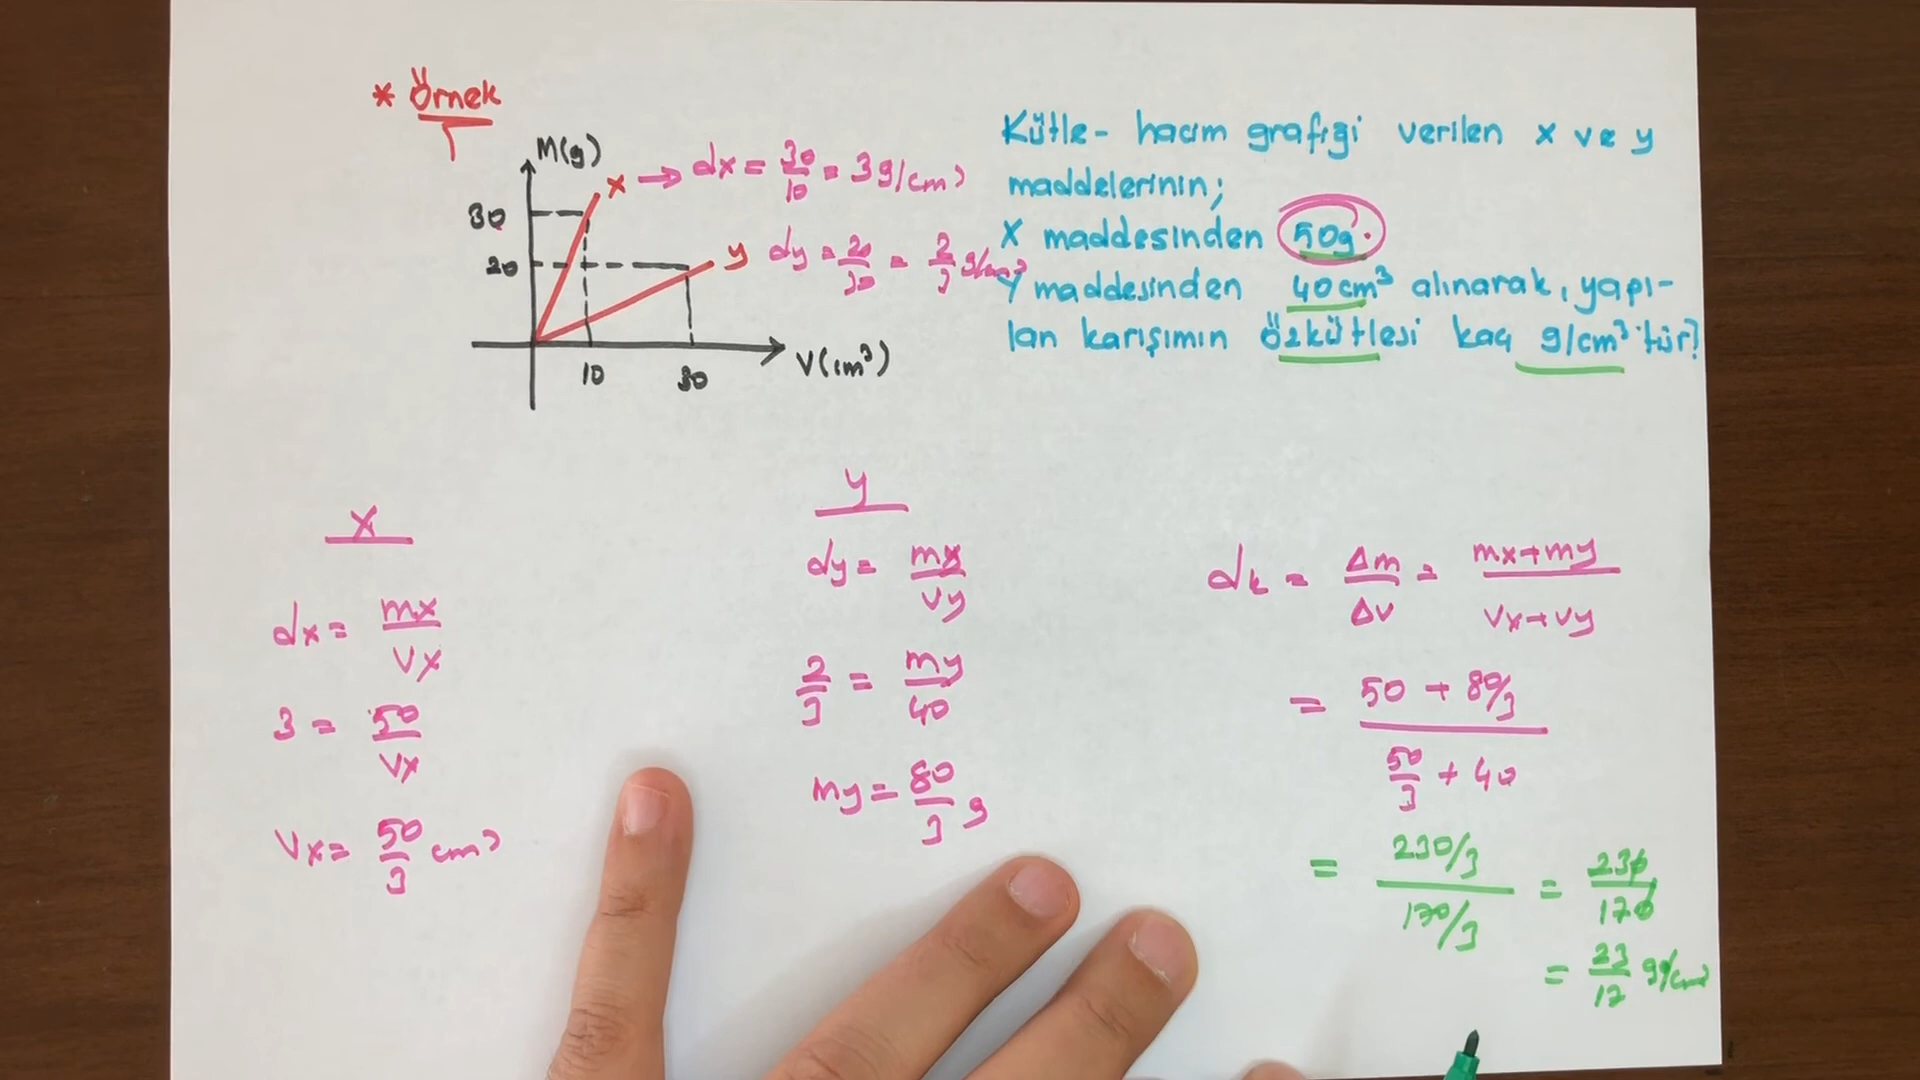 * Örnek
M(g)
x → dx = 30/10 = 3 g/cm³
30
20
y dy = 20/30 = 2/3 g/cm³
10
30
V(cm³)
Kütle - hacim grafiği verilen x ve y
maddelerinin;
X maddesinden 50g.
Y maddesinden 40cm³ alınarak, yapı-
lan karışımın özkütlesi kaç g/cm³'tür?
x
dx = mx/vx
3 = 50/vx
Vx = 50/3 cm³
y
dy = mx/vy
2/3 = my/40
my = 80/3 g
dk = Δm/Δv = mx+my/vx+vy
= 50 + 80/3 / 50/3 + 40
= 230/3 / 170/3 = 230/170
= 23/17 g/cm³